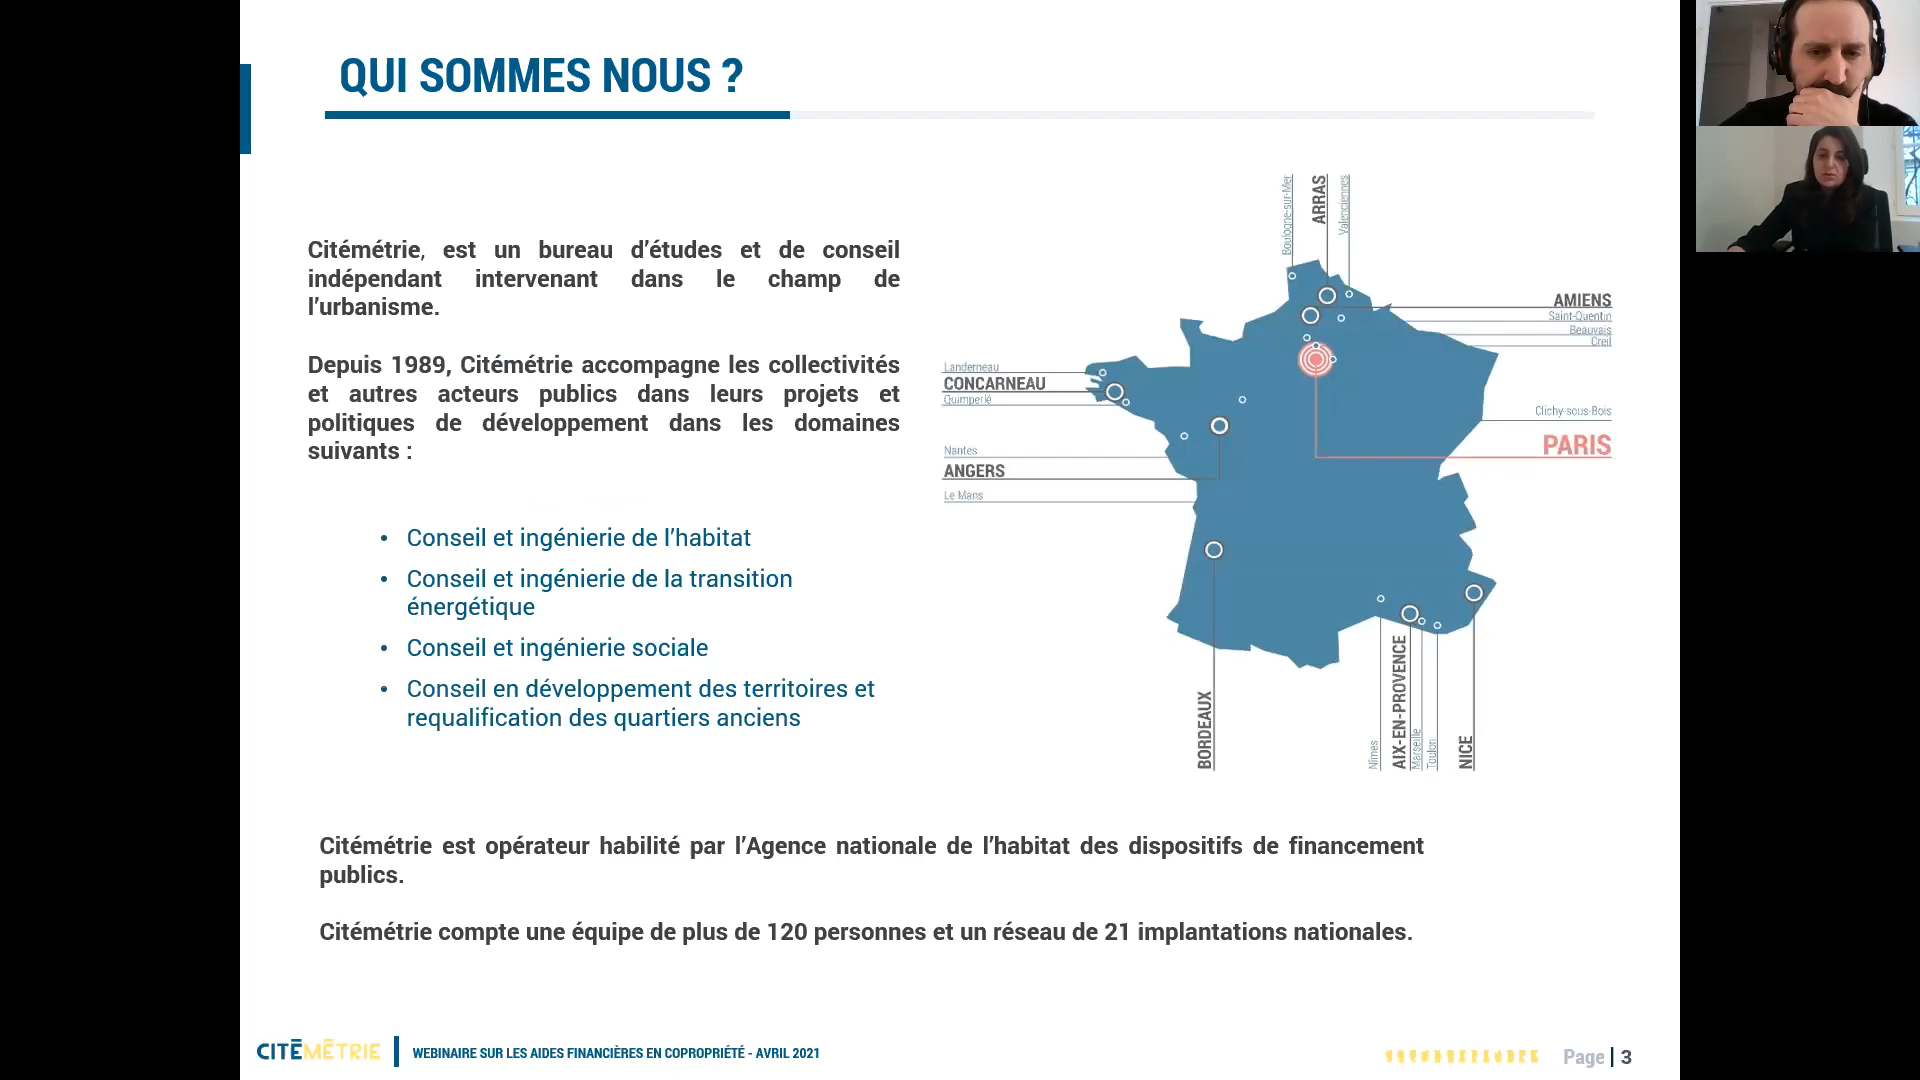 QUI SOMMES NOUS ?
Citémétrie, est un bureau d’études et de conseil
indépendant intervenant dans le champ de
l’urbanisme.
Depuis 1989, Citémétrie accompagne les collectivités
et autres acteurs publics dans leurs projets et
politiques de développement dans les domaines
suivants :
• Conseil et ingénierie de l’habitat
• Conseil et ingénierie de la transition
énergétique
• Conseil et ingénierie sociale
• Conseil en développement des territoires et
requalification des quartiers anciens
Boulogne-sur-Mer
ARRAS
Valenciennes
AMIENS
Saint-Quentin
Beauvais
Creil
Landerneau
CONCARNEAU
Quimperlé
Clichy-sous-Bois
PARIS
Nantes
ANGERS
Le Mans
BORDEAUX
Nîmes
AIX-EN-PROVENCE
Marseille
Toulon
NICE
Citémétrie est opérateur habilité par l’Agence nationale de l’habitat des dispositifs de financement
publics.
Citémétrie compte une équipe de plus de 120 personnes et un réseau de 21 implantations nationales.
CITĒMĒTRIE
WEBINAIRE SUR LES AIDES FINANCIÈRES EN COPROPRIÉTÉ - AVRIL 2021
Page | 3